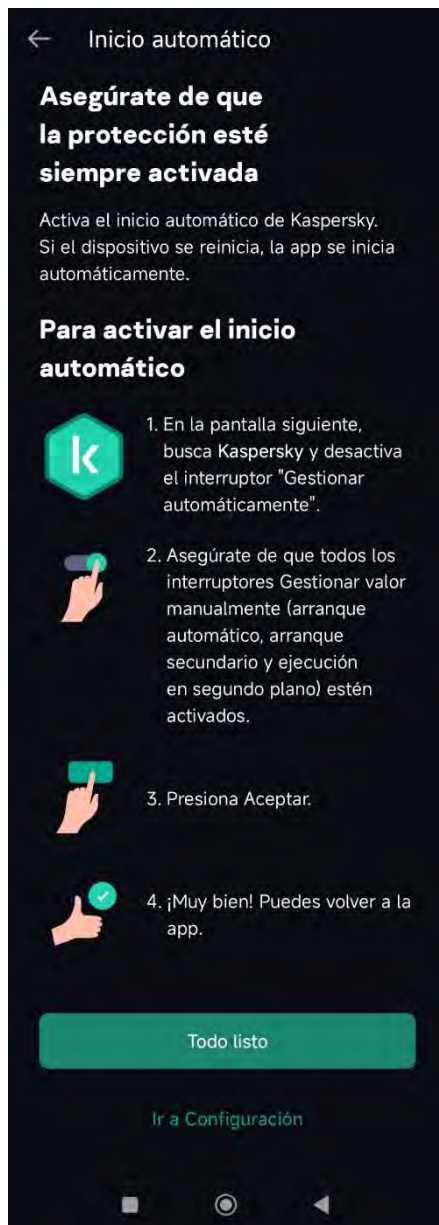 Inicio automático
Asegúrate de que
la protección esté
siempre activada
Activa el inicio automático de Kaspersky.
Si el dispositivo se reinicia, la app se inicia
automáticamente.
Para activar el inicio
automático
1. En la pantalla siguiente,
busca Kaspersky y desactiva
el interruptor "Gestionar
automáticamente".
2. Asegúrate de que todos los
interruptores Gestionar valor
manualmente (arranque
automático, arranque
secundario y ejecución
en segundo plano) estén
activados.
3. Presiona Aceptar.
4. ¡Muy bien! Puedes volver a la
app.
Todo listo
Ir a Configuración